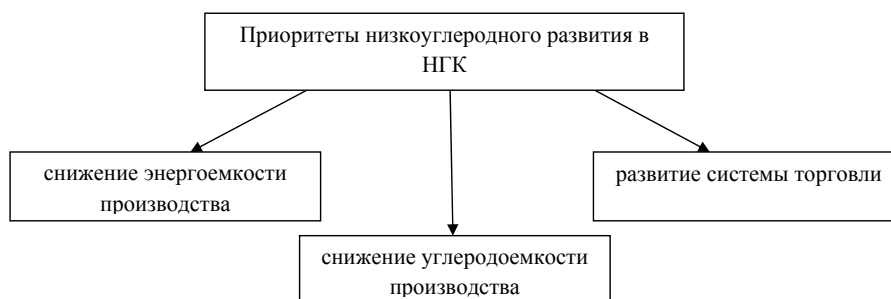 Приоритеты низкоуглеродного развития в
НГК
снижение энергоемкости
производства
развитие системы торговли
снижение углеродоемкости
производства